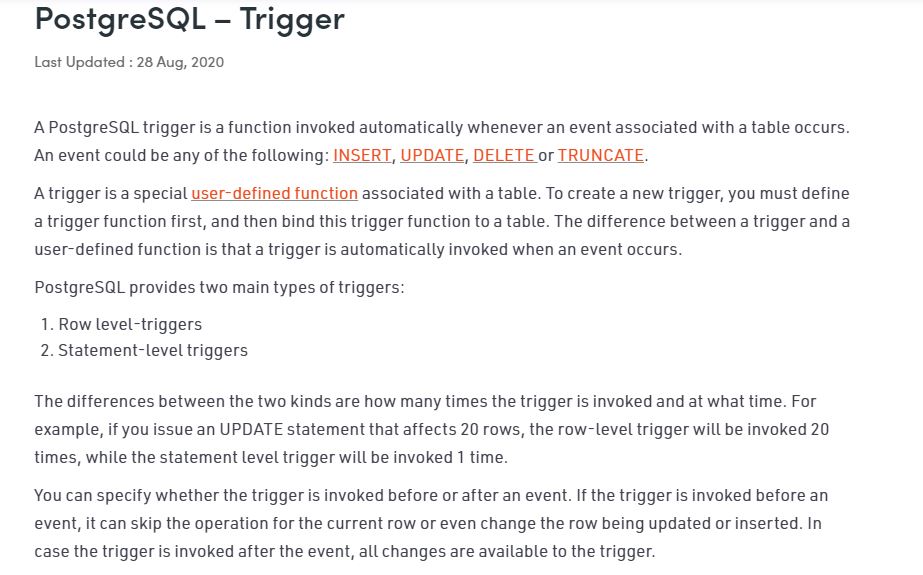 PostgreSQL – Trigger
Last Updated : 28 Aug, 2020
A PostgreSQL trigger is a function invoked automatically whenever an event associated with a table occurs.
An event could be any of the following: INSERT, UPDATE, DELETE or TRUNCATE.
A trigger is a special user-defined function associated with a table. To create a new trigger, you must define
a trigger function first, and then bind this trigger function to a table. The difference between a trigger and a
user-defined function is that a trigger is automatically invoked when an event occurs.
PostgreSQL provides two main types of triggers:
1. Row level-triggers
2. Statement-level triggers
The differences between the two kinds are how many times the trigger is invoked and at what time. For
example, if you issue an UPDATE statement that affects 20 rows, the row-level trigger will be invoked 20
times, while the statement level trigger will be invoked 1 time.
You can specify whether the trigger is invoked before or after an event. If the trigger is invoked before an
event, it can skip the operation for the current row or even change the row being updated or inserted. In
case the trigger is invoked after the event, all changes are available to the trigger.